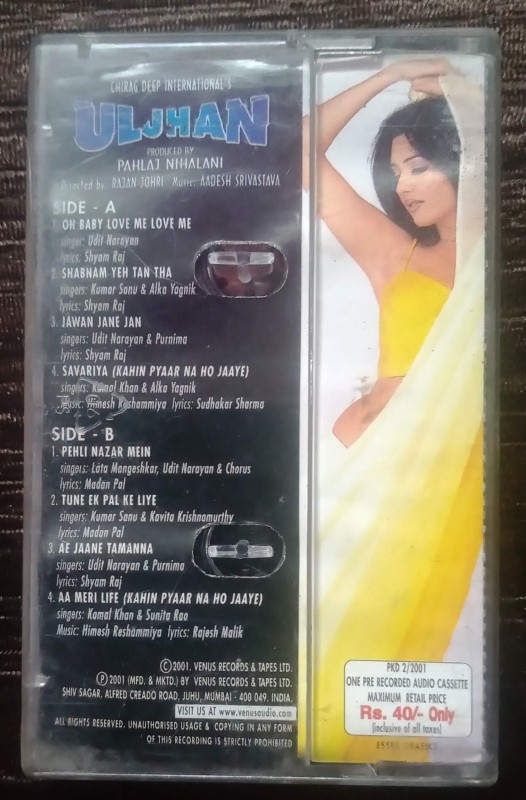 CHIRAG DEEP INTERNATIONAL'S
ULJHAN
PRODUCED BY
PAHLAJ NIHALANI
Directed by: RAJAN JOHRI Music: AADESH SRIVASTAVA
SIDE - A
1. OH BABY LOVE ME LOVE ME
singer: Udit Narayan
lyrics: Shyam Raj
2. SHABNAM YEH TAN THA
singers: Kumar Sanu & Alka Yagnik
lyrics: Shyam Raj
3. JAWAN JANE JAN
singers: Udit Narayan & Purnima
lyrics: Shyam Raj
4. SAVARIYA (KAHIN PYAAR NA HO JAAYE)
singers: Kamal Khan & Alka Yagnik
Music: Himesh Reshammiya lyrics: Sudhakar Sharma
SIDE - B
1. PEHLI NAZAR MEIN
singers: Lata Mangeshkar, Udit Narayan & Chorus
lyrics: Madan Pal
2. TUNE EK PAL KE LIYE
singers: Kumar Sanu & Kavita Krishnamurthy
lyrics: Madan Pal
3. AE JAANE TAMANNA
singers: Udit Narayan & Purnima
lyrics: Shyam Raj
4. AA MERI LIFE (KAHIN PYAAR NA HO JAAYE)
singers: Kamal Khan & Sunita Rao
Music: Himesh Reshammiya lyrics: Rajesh Malik
© 2001. VENUS RECORDS & TAPES LTD.
℗ 2001 (MFD. & MKTD.) BY VENUS RECORDS & TAPES LTD.
SHIV SAGAR, ALFRED CREADO ROAD, JUHU, MUMBAI - 400 049. INDIA.
VISIT US AT www.venusaudio.com
ALL RIGHTS RESERVED. UNAUTHORISED USAGE & COPYING IN ANY FORM
OF THIS RECORDING IS STRICTLY PROHIBITED
PKD 2/2001
ONE PRE RECORDED AUDIO CASSETTE
MAXIMUM RETAIL PRICE
Rs. 40/- Only
(inclusive of all taxes)